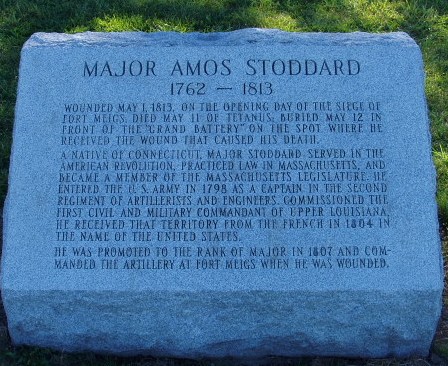 MAJOR AMOS STODDARD
1762 — 1813
WOUNDED MAY 1, 1813, ON THE OPENING DAY OF THE SIEGE OF
FORT MEIGS. DIED MAY 11 OF TETANUS. BURIED MAY 12 IN
FRONT OF THE "GRAND BATTERY" ON THE SPOT WHERE HE
RECEIVED THE WOUND THAT CAUSED HIS DEATH.
A NATIVE OF CONNECTICUT, MAJOR STODDARD SERVED IN THE
AMERICAN REVOLUTION, PRACTICED LAW IN MASSACHUSETTS, AND
BECAME A MEMBER OF THE MASSACHUSETTS LEGISLATURE. HE
ENTERED THE U. S. ARMY IN 1798 AS A CAPTAIN IN THE SECOND
REGIMENT OF ARTILLERISTS AND ENGINEERS. COMMISSIONED THE
FIRST CIVIL AND MILITARY COMMANDANT OF UPPER LOUISIANA,
HE RECEIVED THAT TERRITORY FROM THE FRENCH IN 1804 IN
THE NAME OF THE UNITED STATES.
HE WAS PROMOTED TO THE RANK OF MAJOR IN 1807 AND COM-
MANDED THE ARTILLERY AT FORT MEIGS WHEN HE WAS WOUNDED.